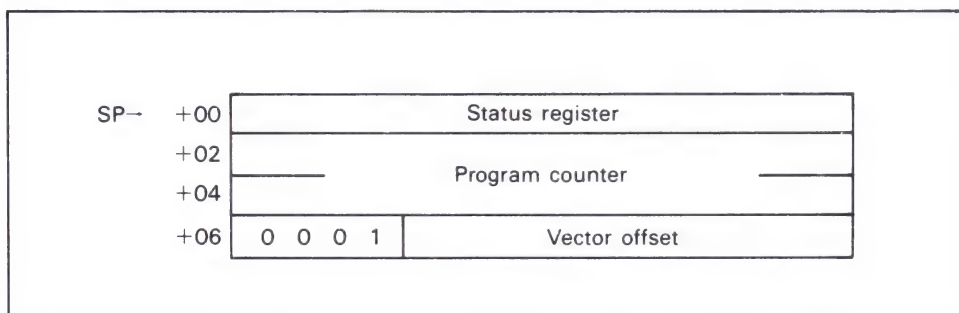 SP→ +00 Status register
+02
Program counter
+04
+06 0 0 0 1 Vector offset